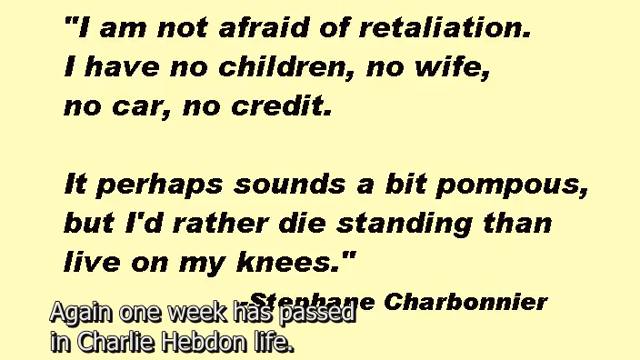 "I am not afraid of retaliation.
I have no children, no wife,
no car, no credit.
It perhaps sounds a bit pompous,
but I'd rather die standing than
live on my knees."
-Stephane Charbonnier
Again one week has passed
in Charlie Hebdon life.